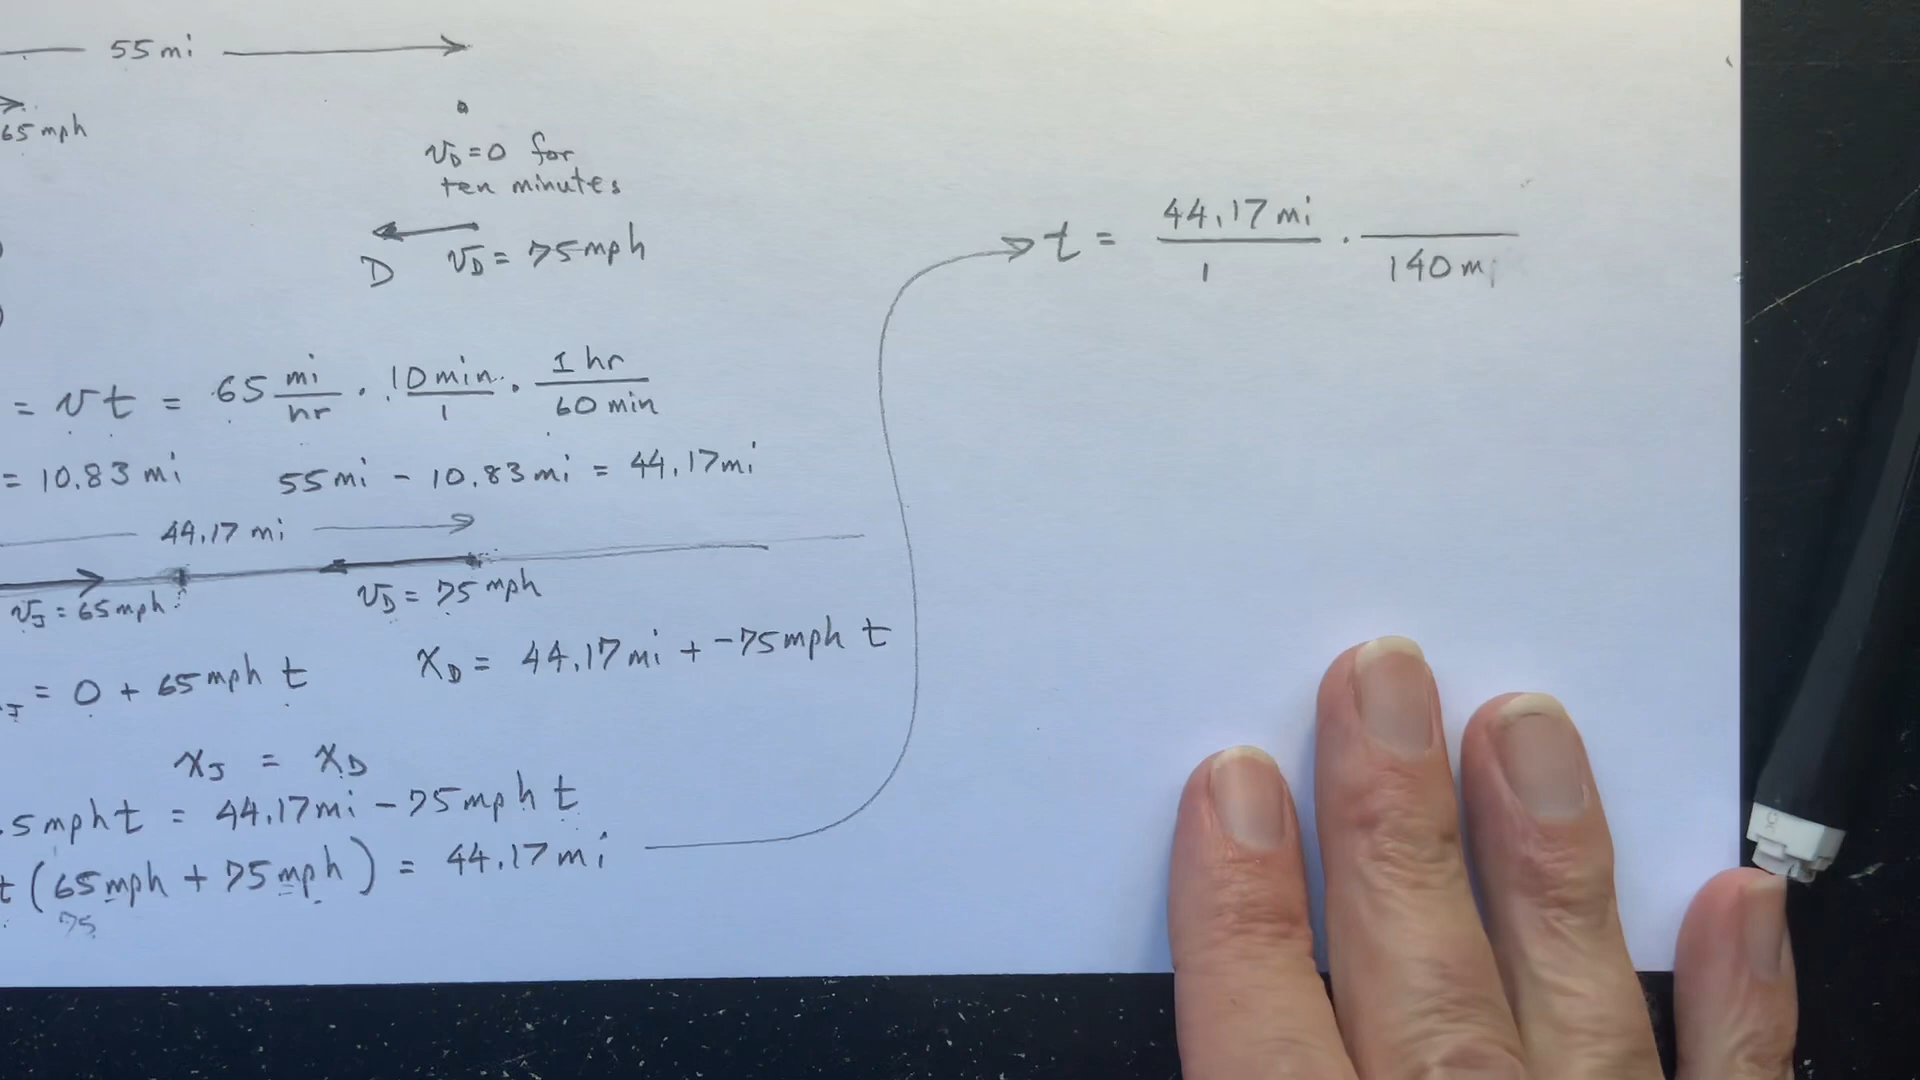 55 mi
65 mph
v_D = 0 for
ten minutes
D v_D = 75 mph
= v t = 65 mi/hr · 10 min/1 · 1 hr/60 min
= 10.83 mi 55 mi - 10.83 mi = 44.17 mi
44.17 mi
v_J = 65 mph v_D = 75 mph
J = 0 + 65 mph t x_D = 44.17 mi + -75 mph t
x_J = x_D
5 mph t = 44.17 mi - 75 mph t
t (65 mph + 75 mph) = 44.17 mi
75
t = 44.17 mi/1 · /140 mi